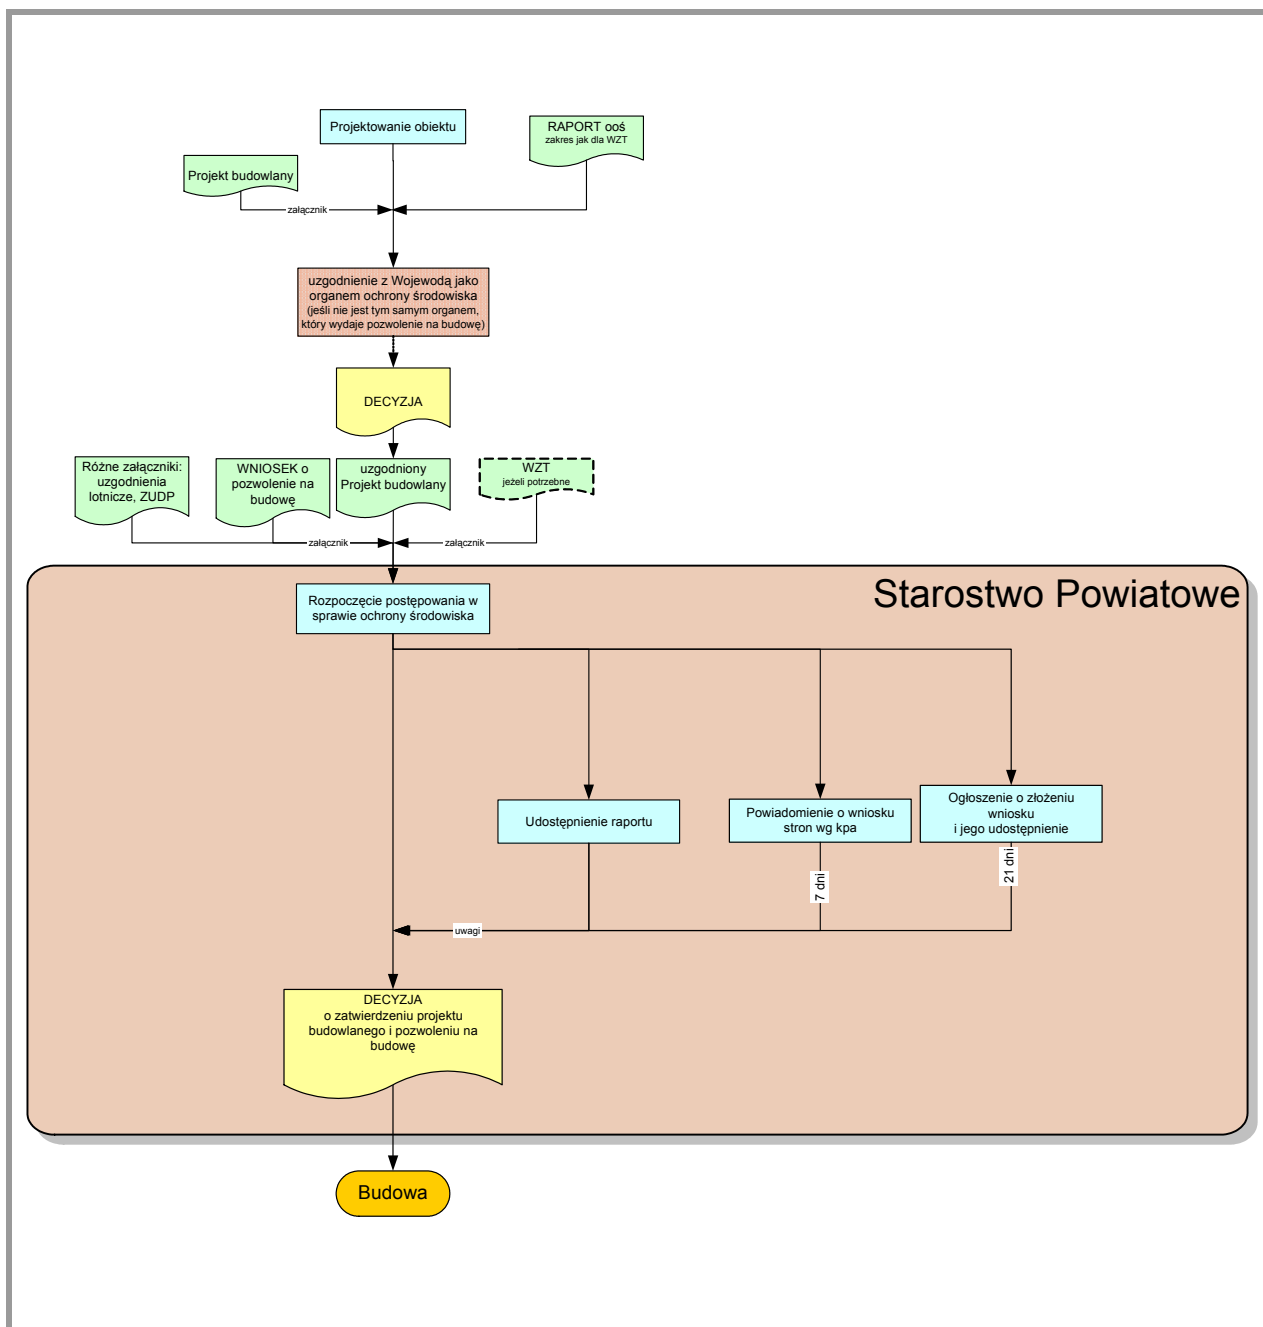 Projektowanie obiektu
RAPORT ooś
zakres jak dla WZT
Projekt budowlany
załącznik
uzgodnienie z Wojewodą jako
organem ochrony środowiska
(jeśli nie jest tym samym organem,
który wydaje pozwolenie na budowę)
DECYZJA
Różne załączniki:
uzgodnienia
lotnicze, ZUDP
WNIOSEK o
pozwolenie na
budowę
uzgodniony
Projekt budowlany
WZT
jeżeli potrzebne
załącznik
załącznik
Starostwo Powiatowe
Rozpoczęcie postępowania w
sprawie ochrony środowiska
Udostępnienie raportu
Powiadomienie o wniosku
stron wg kpa
Ogłoszenie o złożeniu
wniosku
i jego udostępnienie
7 dni
21 dni
uwagi
DECYZJA
o zatwierdzeniu projektu
budowlanego i pozwoleniu na
budowę
Budowa